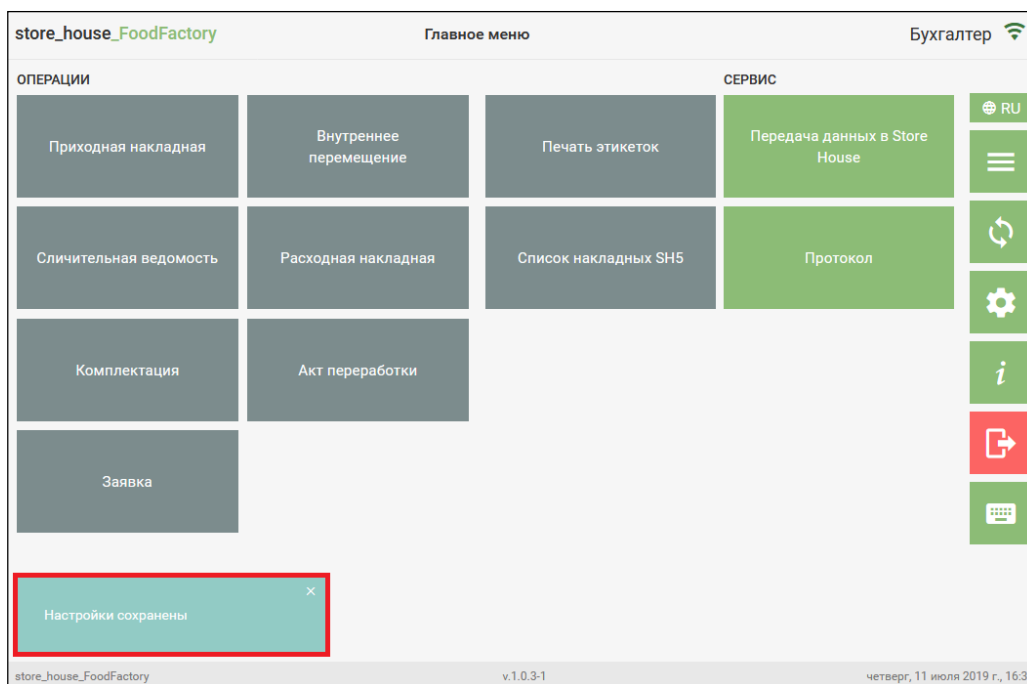 store_house_FoodFactory
Главное меню
Бухгалтер
ОПЕРАЦИИ
СЕРВИС
RU
Приходная накладная
Внутреннее
перемещение
Печать этикеток
Передача данных в Store
House
Сличительная ведомость
Расходная накладная
Список накладных SH5
Протокол
Комплектация
Акт переработки
i
Заявка
Настройки сохранены
store_house_FoodFactory
v.1.0.3-1
четверг, 11 июля 2019 г., 16:3